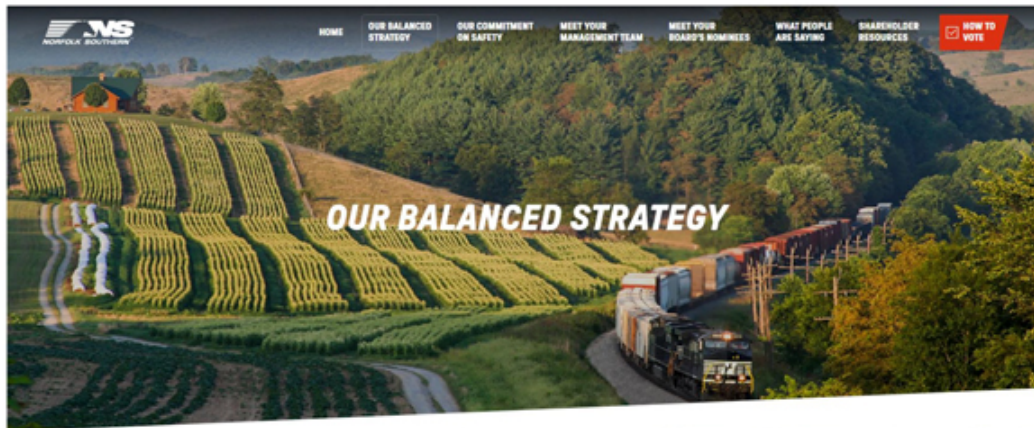 NS
NORFOLK SOUTHERN
HOME
OUR BALANCED
STRATEGY
OUR COMMITMENT
ON SAFETY
MEET YOUR
MANAGEMENT TEAM
MEET YOUR
BOARD'S NOMINEES
WHAT PEOPLE
ARE SAYING
SHAREHOLDER
RESOURCES
HOW TO
VOTE
OUR BALANCED STRATEGY